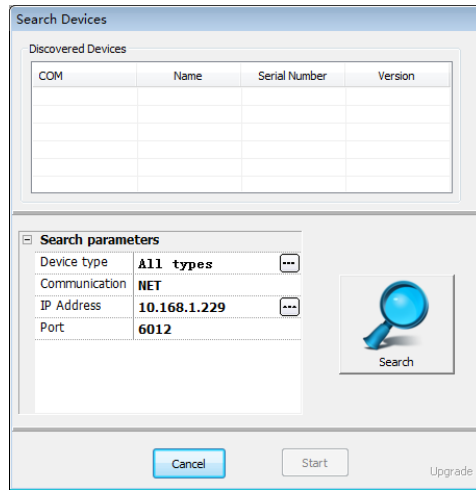 Search Devices
Discovered Devices
COM Name Serial Number Version
Search parameters
Device type All types
Communication NET
IP Address 10.168.1.229
Port 6012
Search
Cancel Start
Upgrade